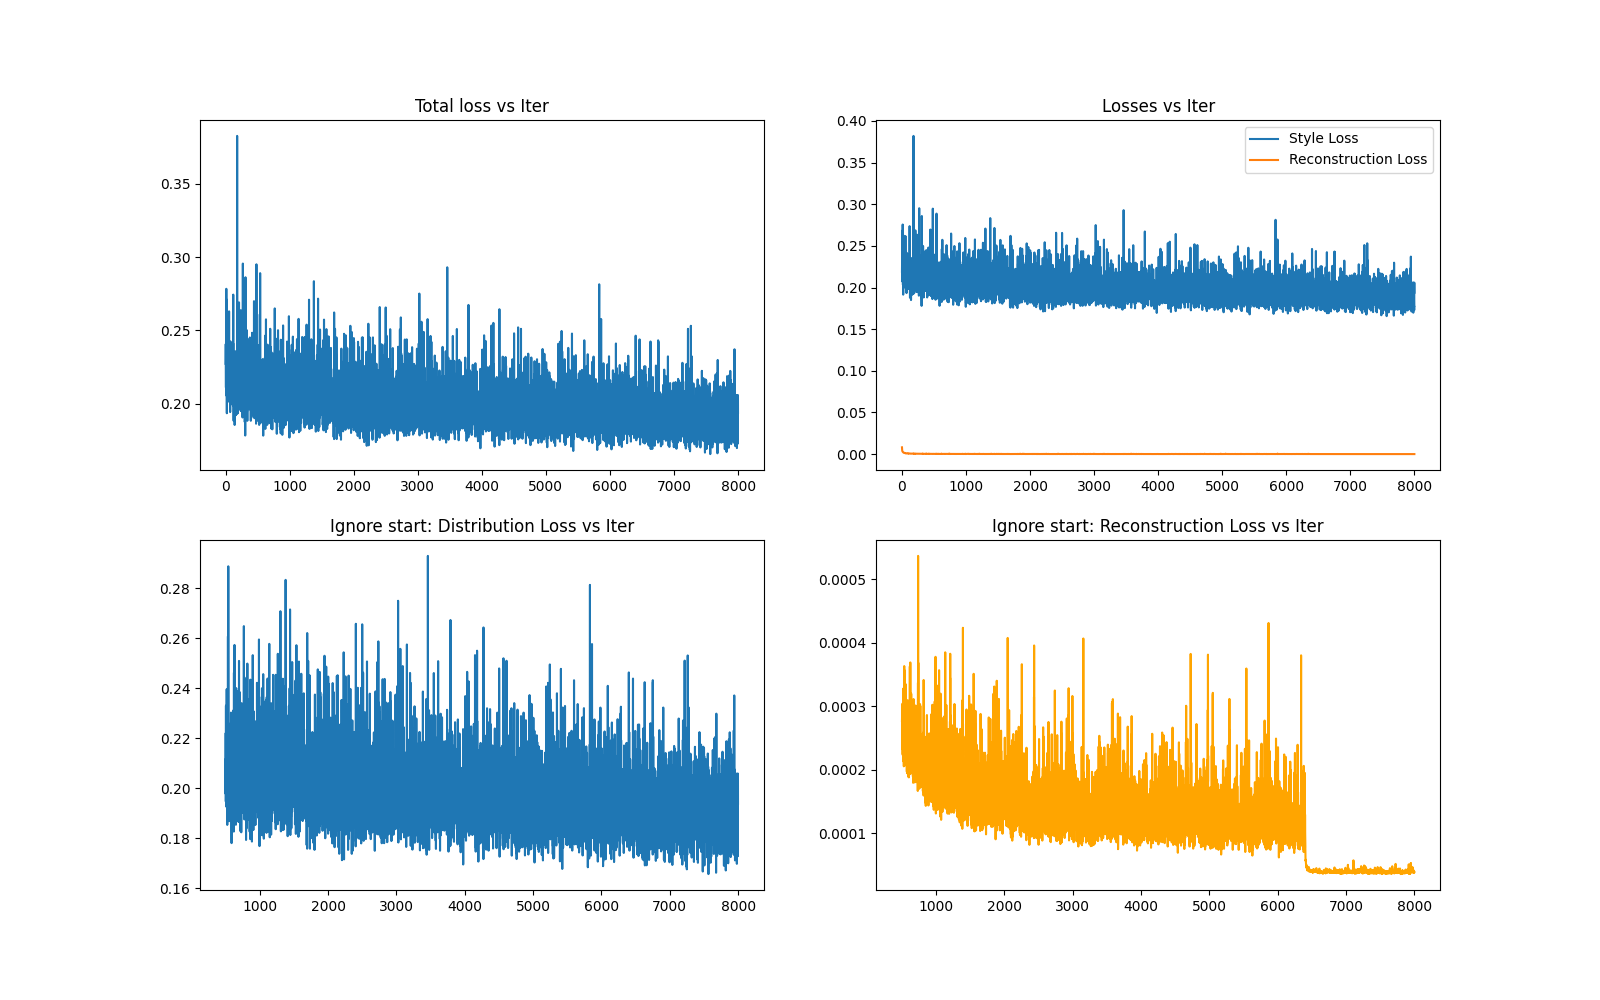 Total loss vs Iter
0.35
0.30
0.25
0.20
0 1000 2000 3000 4000 5000 6000 7000 8000
Losses vs Iter
0.40
0.35
0.30
0.25
0.20
0.15
0.10
0.05
0.00
Style Loss
Reconstruction Loss
0 1000 2000 3000 4000 5000 6000 7000 8000
Ignore start: Distribution Loss vs Iter
0.28
0.26
0.24
0.22
0.20
0.18
0.16
1000 2000 3000 4000 5000 6000 7000 8000
Ignore start: Reconstruction Loss vs Iter
0.0005
0.0004
0.0003
0.0002
0.0001
1000 2000 3000 4000 5000 6000 7000 8000